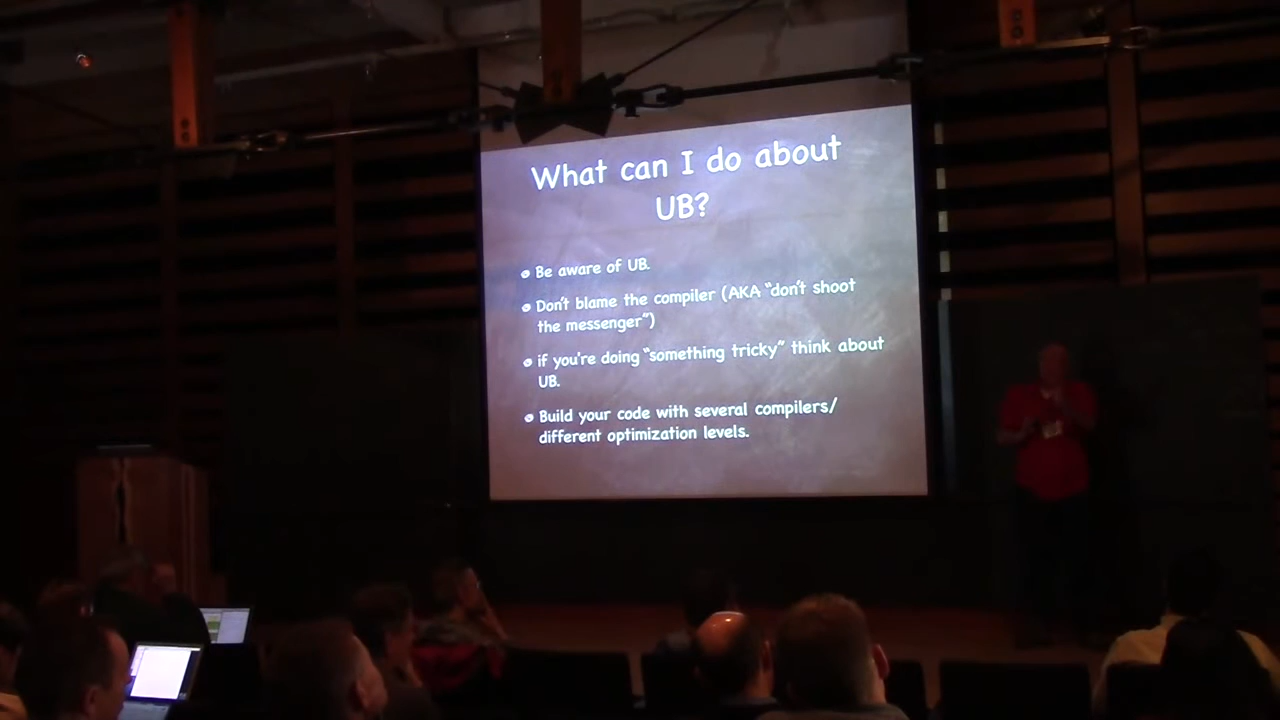 What can I do about
UB?
Be aware of UB.
Don't blame the compiler (AKA "don't shoot
the messenger")
if you're doing "something tricky" think about
UB.
Build your code with several compilers/
different optimization levels.